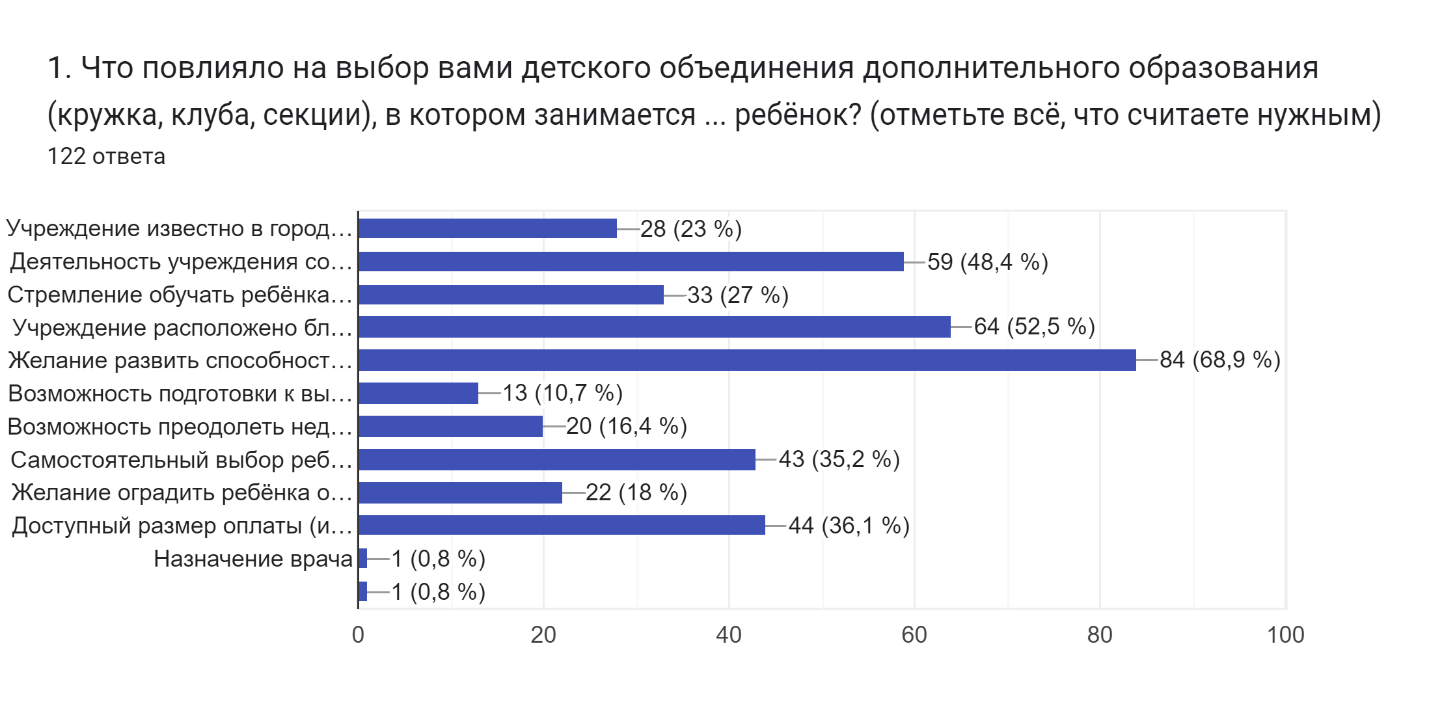 1. Что повлияло на выбор вами детского объединения дополнительного образования
(кружка, клуба, секции), в котором занимается ... ребёнок? (отметьте всё, что считаете нужным)
122 ответа
Учреждение известно в город… 28 (23 %)
Деятельность учреждения со… 59 (48,4 %)
Стремление обучать ребёнка… 33 (27 %)
Учреждение расположено бл… 64 (52,5 %)
Желание развить способност… 84 (68,9 %)
Возможность подготовки к вы… 13 (10,7 %)
Возможность преодолеть нед… 20 (16,4 %)
Самостоятельный выбор реб… 43 (35,2 %)
Желание оградить ребёнка о… 22 (18 %)
Доступный размер оплаты (и… 44 (36,1 %)
Назначение врача 1 (0,8 %)
1 (0,8 %)
0 20 40 60 80 100